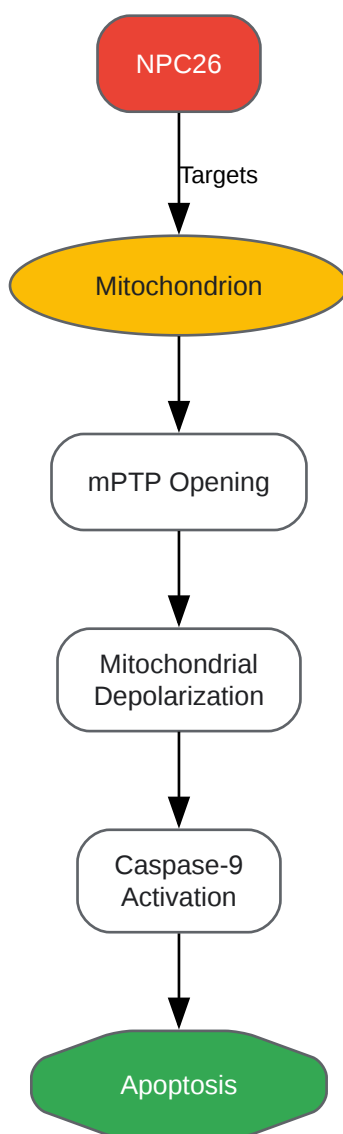 NPC26
Targets
Mitochondrion
mPTP Opening
Mitochondrial
Depolarization
Caspase-9
Activation
Apoptosis